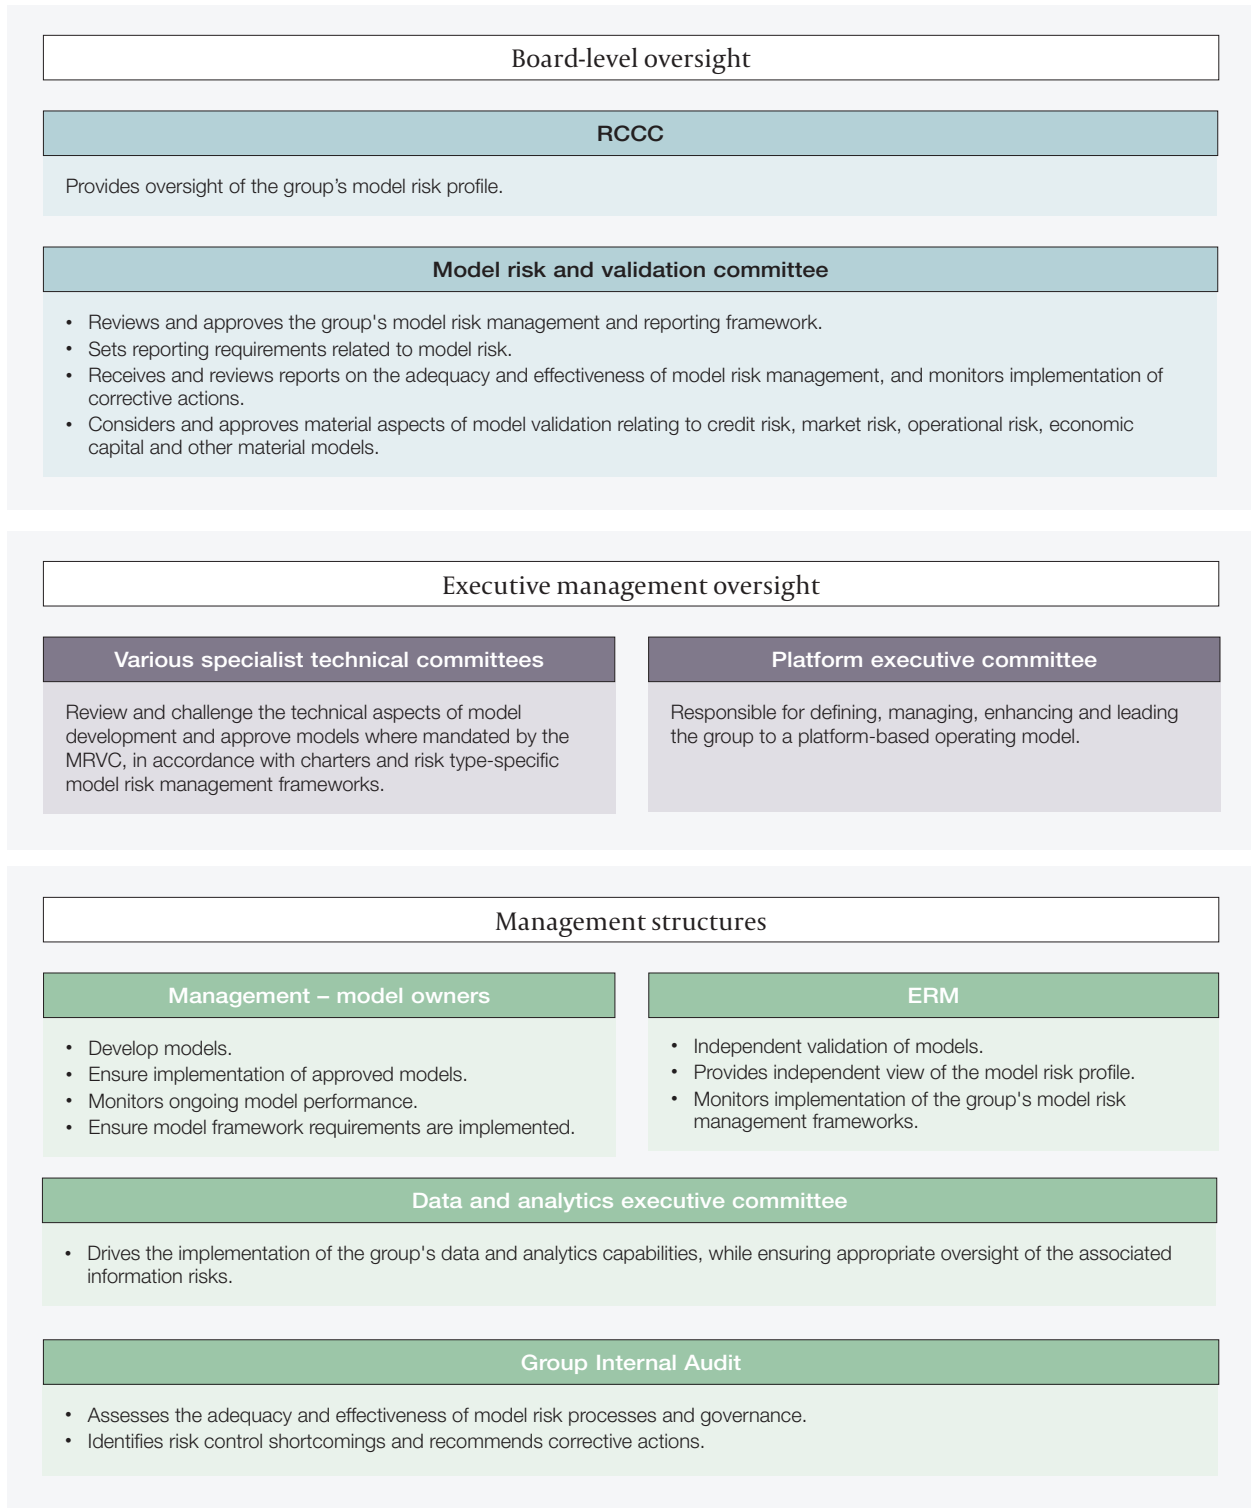 Board-level oversight
RCCC
Provides oversight of the group’s model risk profile.
Model risk and validation committee
• Reviews and approves the group's model risk management and reporting framework.
• Sets reporting requirements related to model risk.
• Receives and reviews reports on the adequacy and effectiveness of model risk management, and monitors implementation of
corrective actions.
• Considers and approves material aspects of model validation relating to credit risk, market risk, operational risk, economic
capital and other material models.
Executive management oversight
Various specialist technical committees
Review and challenge the technical aspects of model
development and approve models where mandated by the
MRVC, in accordance with charters and risk type-specific
model risk management frameworks.
Platform executive committee
Responsible for defining, managing, enhancing and leading
the group to a platform-based operating model.
Management structures
Management – model owners
• Develop models.
• Ensure implementation of approved models.
• Monitors ongoing model performance.
• Ensure model framework requirements are implemented.
ERM
• Independent validation of models.
• Provides independent view of the model risk profile.
• Monitors implementation of the group's model risk
management frameworks.
Data and analytics executive committee
• Drives the implementation of the group's data and analytics capabilities, while ensuring appropriate oversight of the associated
information risks.
Group Internal Audit
• Assesses the adequacy and effectiveness of model risk processes and governance.
• Identifies risk control shortcomings and recommends corrective actions.